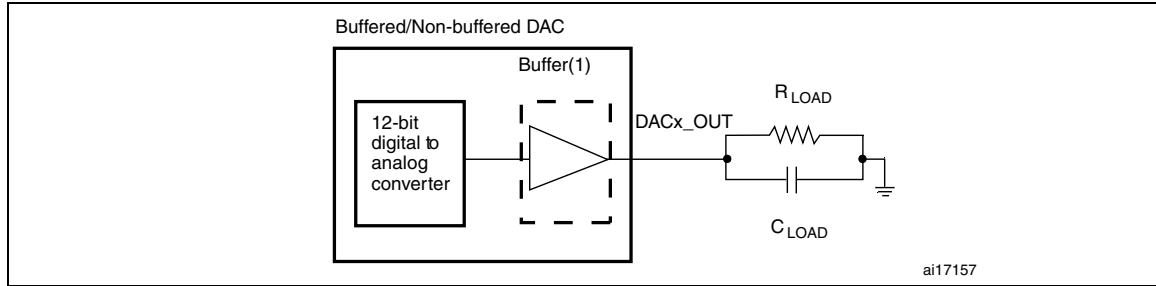 Buffered/Non-buffered DAC
Buffer(1)
12-bit
digital to
analog
converter
DACx_OUT
R LOAD
C LOAD
ai17157